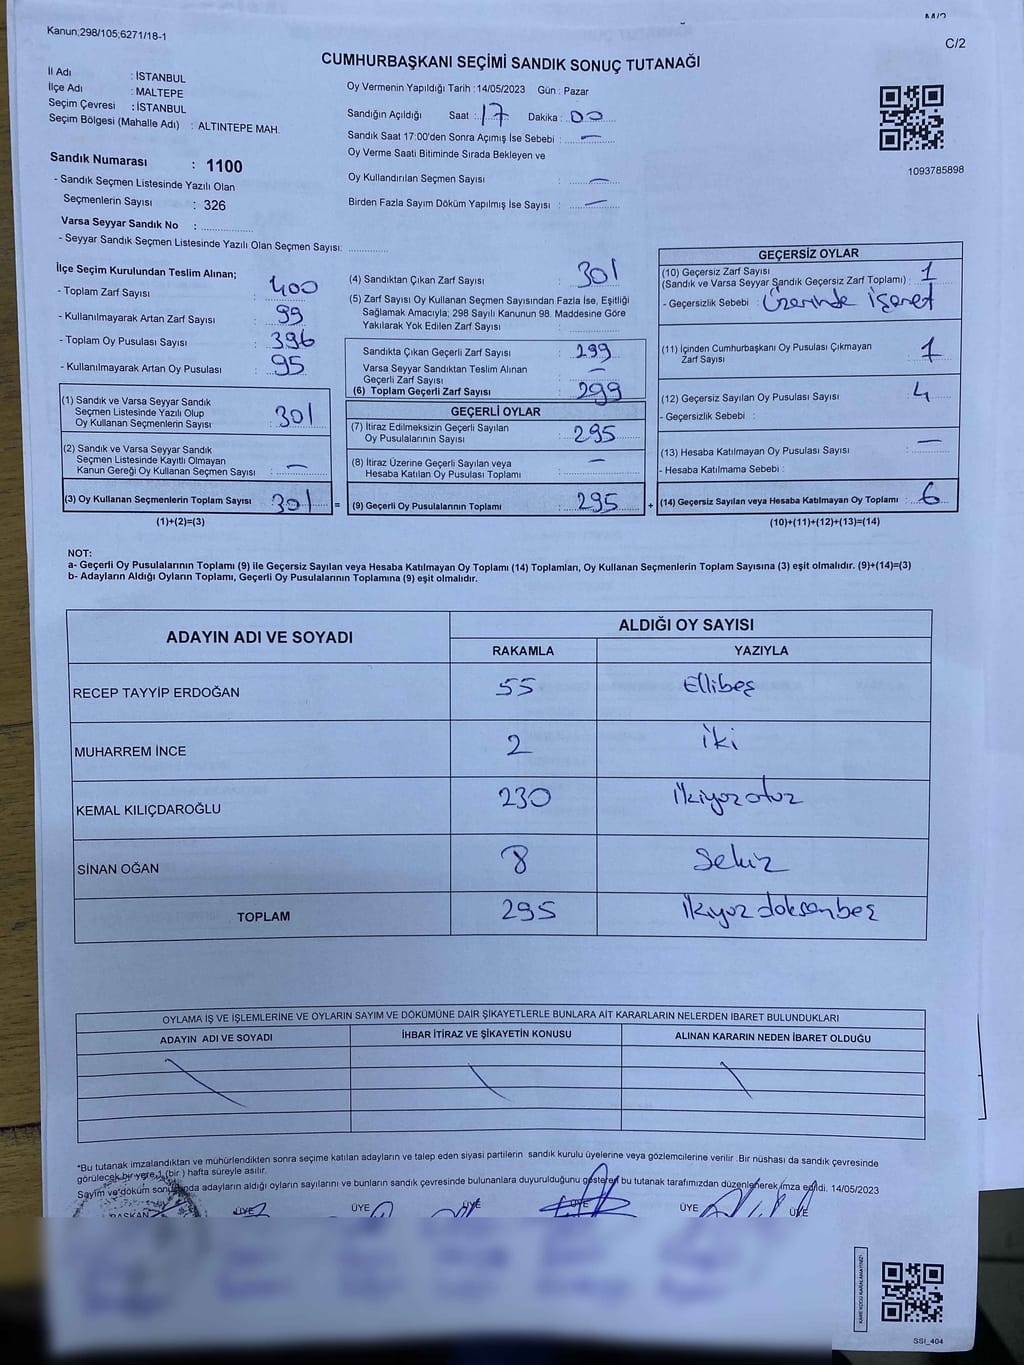 Kanun;298/105;6271/18-1
C/2
CUMHURBAŞKANI SEÇİMİ SANDIK SONUÇ TUTANAĞI
İl Adı : İSTANBUL
İlçe Adı : MALTEPE
Seçim Çevresi : İSTANBUL
Seçim Bölgesi (Mahalle Adı) : ALTINTEPE MAH.
Oy Vermenin Yapıldığı Tarih : 14/05/2023 Gün : Pazar
Sandığın Açıldığı Saat : 17 Dakika : 00
Sandık Saat 17:00'den Sonra Açımış İse Sebebi : —
Oy Verme Saati Bitiminde Sırada Bekleyen ve
Oy Kullandırılan Seçmen Sayısı : —
Birden Fazla Sayım Döküm Yapılmış İse Sayısı : —
1093785898
Sandık Numarası : 1100
- Sandık Seçmen Listesinde Yazılı Olan
Seçmenlerin Sayısı : 326
Varsa Seyyar Sandık No :
- Seyyar Sandık Seçmen Listesinde Yazılı Olan Seçmen Sayısı:
İlçe Seçim Kurulundan Teslim Alınan;
- Toplam Zarf Sayısı : 400
- Kullanılmayarak Artan Zarf Sayısı : 99
- Toplam Oy Pusulası Sayısı : 396
- Kullanılmayarak Artan Oy Pusulası : 95
(1) Sandık ve Varsa Seyyar Sandık
Seçmen Listesinde Yazılı Olup
Oy Kullanan Seçmenlerin Sayısı : 301
(2) Sandık ve Varsa Seyyar Sandık
Seçmen Listesinde Kayıtlı Olmayan
Kanun Gereği Oy Kullanan Seçmen Sayısı : —
(3) Oy Kullanan Seçmenlerin Toplam Sayısı 301 =
(1)+(2)=(3)
(4) Sandıktan Çıkan Zarf Sayısı : 301
(5) Zarf Sayısı Oy Kullanan Seçmen Sayısından Fazla İse, Eşitliği
Sağlamak Amacıyla; 298 Sayılı Kanunun 98. Maddesine Göre
Yakılarak Yok Edilen Zarf Sayısı :
Sandıkta Çıkan Geçerli Zarf Sayısı : 299
Varsa Seyyar Sandıktan Teslim Alınan
Geçerli Zarf Sayısı : —
(6) Toplam Geçerli Zarf Sayısı : 299
GEÇERLİ OYLAR
(7) İtiraz Edilmeksizin Geçerli Sayılan
Oy Pusulalarının Sayısı : 295
(8) İtiraz Üzerine Geçerli Sayılan veya
Hesaba Katılan Oy Pusulası Toplamı : —
(9) Geçerli Oy Pusulalarının Toplamı : 295 +
GEÇERSİZ OYLAR
(10) Geçersiz Zarf Sayısı
(Sandık ve Varsa Seyyar Sandık Geçersiz Zarf Toplamı) : 1
- Geçersizlik Sebebi : Üzerinde İşaret
(11) İçinden Cumhurbaşkanı Oy Pusulası Çıkmayan
Zarf Sayısı : 1
(12) Geçersiz Sayılan Oy Pusulası Sayısı : 4
- Geçersizlik Sebebi :
(13) Hesaba Katılmayan Oy Pusulası Sayısı : —
- Hesaba Katılmama Sebebi :
(14) Geçersiz Sayılan veya Hesaba Katılmayan Oy Toplamı : 6
(10)+(11)+(12)+(13)=(14)
NOT:
a- Geçerli Oy Pusulalarının Toplamı (9) ile Geçersiz Sayılan veya Hesaba Katılmayan Oy Toplamı (14) Toplamları, Oy Kullanan Seçmenlerin Toplam Sayısına (3) eşit olmalıdır. (9)+(14)=(3)
b- Adayların Aldığı Oyların Toplamı, Geçerli Oy Pusulalarının Toplamına (9) eşit olmalıdır.
ADAYIN ADI VE SOYADI ALDIĞI OY SAYISI
RAKAMLA YAZIYLA
RECEP TAYYİP ERDOĞAN 55 Ellibeş
MUHARREM İNCE 2 iki
KEMAL KILIÇDAROĞLU 230 ikiyüz otuz
SİNAN OĞAN 8 Sekiz
TOPLAM 295 ikiyüz doksan beş
OYLAMA İŞ VE İŞLEMLERİNE VE OYLARIN SAYIM VE DÖKÜMÜNE DAİR ŞİKAYETLERLE BUNLARA AİT KARARLARIN NELERDEN İBARET BULUNDUKLARI
ADAYIN ADI VE SOYADI İHBAR İTİRAZ VE ŞİKAYETİN KONUSU ALINAN KARARIN NEDEN İBARET OLDUĞU
*Bu tutanak imzalandıktan ve mühürlendikten sonra seçime katılan adayların ve talep eden siyasi partilerin sandık kurulu üyelerine veya gözlemcilerine verilir .Bir nüshası da sandık çevresinde
görülecek bir yere 1 (bir ) hafta süreyle asılır.
Sayım ve döküm sonucunda adayların aldığı oyların sayılarını ve bunların sandık çevresinde bulunanlara duyurulduğunu gösteren bu tutanak tarafımızdan düzenlenerek imza edildi. 14/05/2023
BAŞKAN ÜYE ÜYE ÜYE ÜYE ÜYE ÜYE
SSI_404